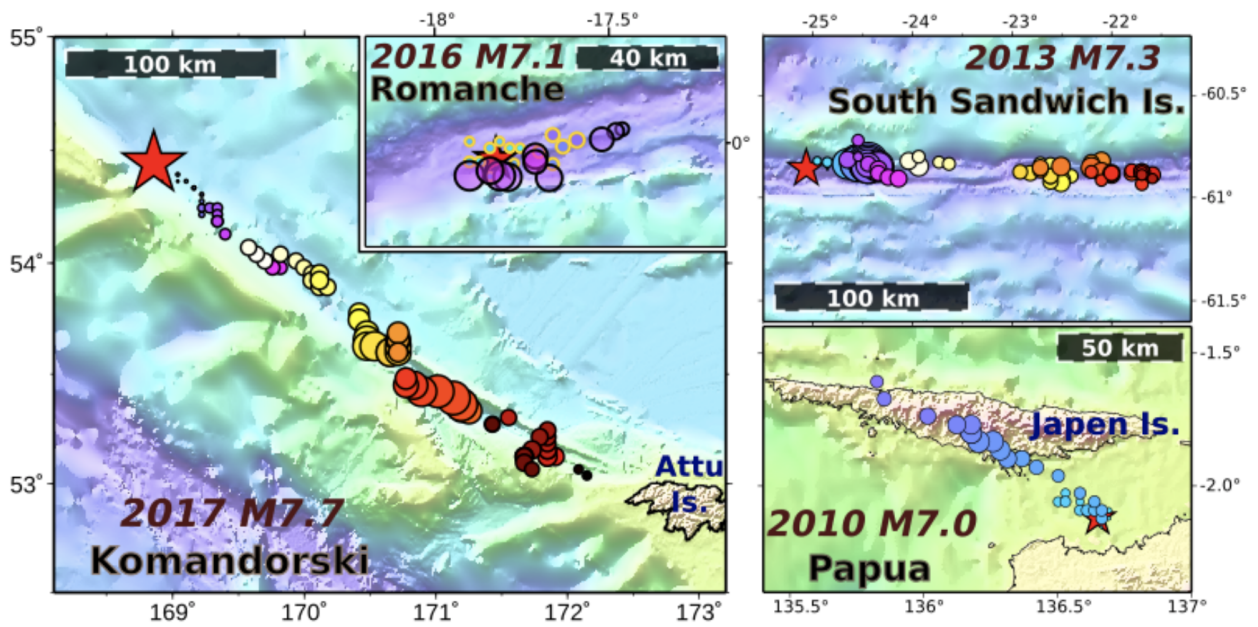 -18° -17.5° -25° -24° -23° -22°
55°
100 km
2016 M7.1 40 km
Romanche
0°
2013 M7.3
South Sandwich Is.
-60.5°
-61°
-61.5°
100 km
54°
53°
Attu
Is.
2017 M7.7
Komandorski
169 170 171 172 173
50 km
-1.5°
Japen Is.
-2.0°
2010 M7.0
Papua
135.5° 136° 136.5° 137°